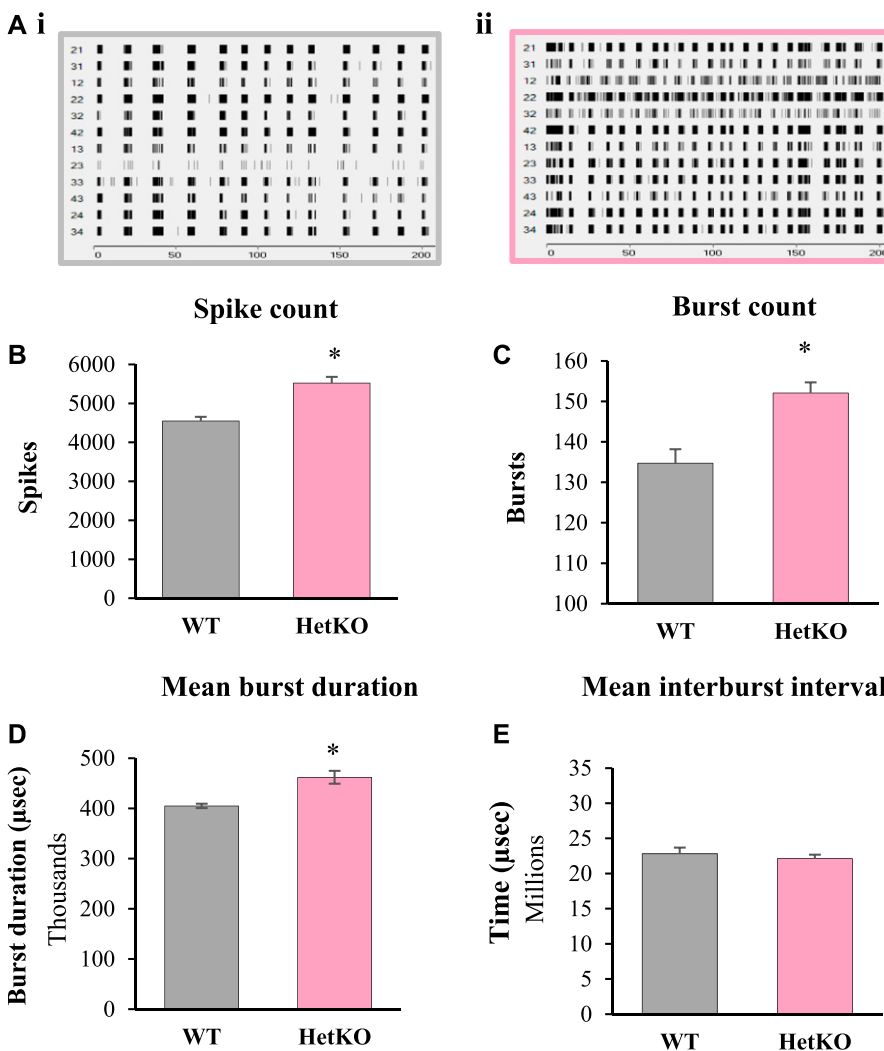 A i
21
31
12
22
32
42
13
23
33
43
24
34
0 50 100 150 200
ii
21
31
12
22
32
42
13
23
33
43
24
34
0 50 100 150 200
Spike count
B
Spikes
6000
5000
4000
3000
2000
1000
0
*
WT HetKO
Burst count
C
Bursts
160
150
140
130
120
110
100
*
WT HetKO
Mean burst duration
D
Burst duration (μsec)
Thousands
500
400
300
200
100
0
*
WT HetKO
Mean interburst interval
E
Time (μsec)
Millions
35
30
25
20
15
10
5
0
WT HetKO